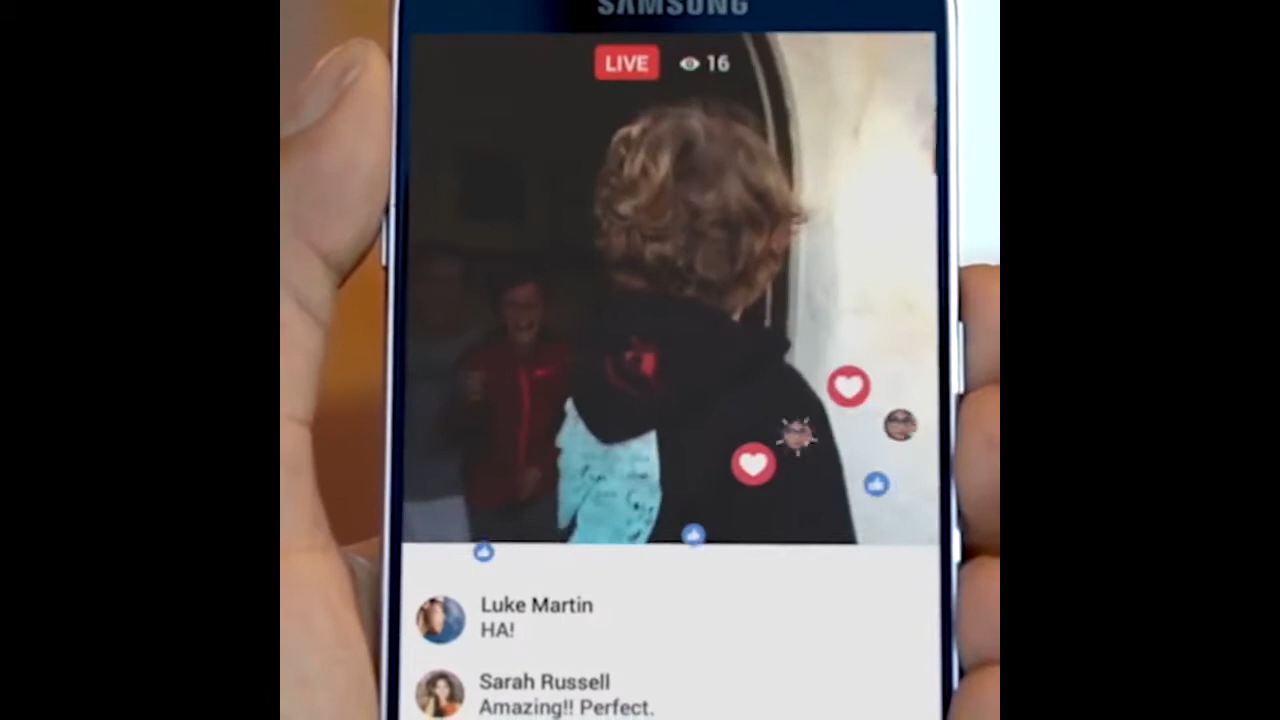 SAMSUNG
LIVE 16
Luke Martin
HA!
Sarah Russell
Amazing!! Perfect.